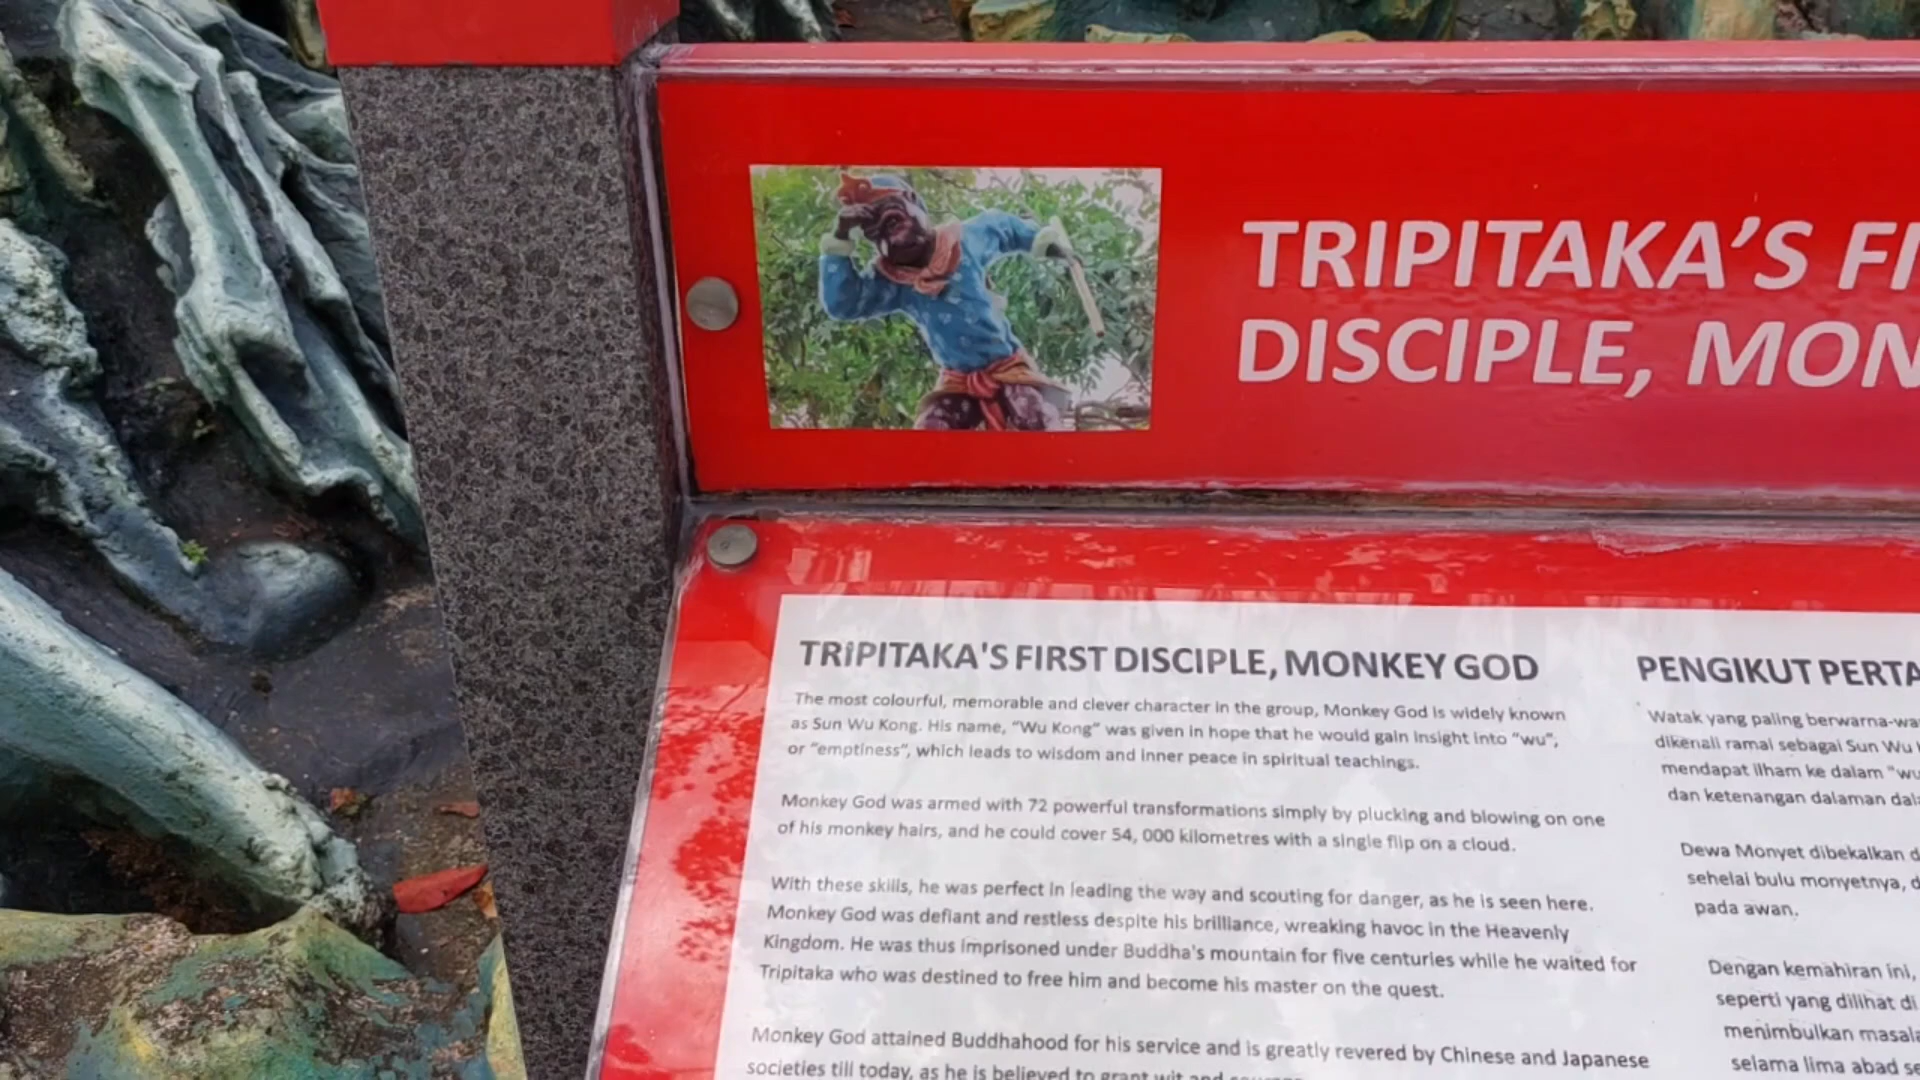 TRIPITAKA'S FI
DISCIPLE, MON
TRIPITAKA'S FIRST DISCIPLE, MONKEY GOD
The most colourful, memorable and clever character in the group, Monkey God is widely known
as Sun Wu Kong. His name, "Wu Kong" was given in hope that he would gain insight into "wu",
or "emptiness", which leads to wisdom and inner peace in spiritual teachings.
Monkey God was armed with 72 powerful transformations simply by plucking and blowing on one
of his monkey hairs, and he could cover 54, 000 kilometres with a single flip on a cloud.
With these skills, he was perfect in leading the way and scouting for danger, as he is seen here.
Monkey God was defiant and restless despite his brilliance, wreaking havoc in the Heavenly
Kingdom. He was thus imprisoned under Buddha's mountain for five centuries while he waited for
Tripitaka who was destined to free him and become his master on the quest.
Monkey God attained Buddhahood for his service and is greatly revered by Chinese and Japanese
societies till today, as he is believed to grant wit and
PENGIKUT PERTA
Watak yang paling berwarna-wa
dikenali ramai sebagai Sun Wu
mendapat ilham ke dalam "wu
dan ketenangan dalaman dal
Dewa Monyet dibekalkan d
sehelai bulu monyetnya, d
pada awan.
Dengan kemahiran ini,
seperti yang dilihat di
menimbulkan masala
selama lima abad se